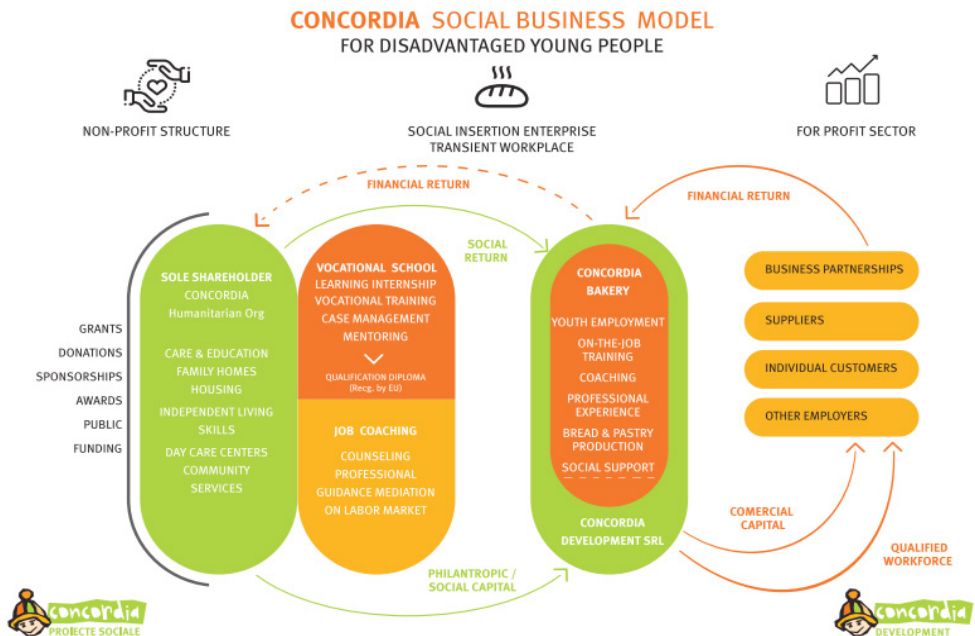 CONCORDIA SOCIAL BUSINESS MODEL
FOR DISADVANTAGED YOUNG PEOPLE
NON-PROFIT STRUCTURE
SOCIAL INSERTION ENTERPRISE
TRANSIENT WORKPLACE
FOR PROFIT SECTOR
FINANCIAL RETURN
FINANCIAL RETURN
SOCIAL
RETURN
GRANTS
DONATIONS
SPONSORSHIPS
AWARDS
PUBLIC
FUNDING
SOLE SHAREHOLDER
CONCORDIA
Humanitarian Org
CARE & EDUCATION
FAMILY HOMES
HOUSING
INDEPENDENT LIVING
SKILLS
DAY CARE CENTERS
COMMUNITY
SERVICES
VOCATIONAL SCHOOL
LEARNING INTERNSHIP
VOCATIONAL TRAINING
CASE MANAGEMENT
MENTORING
QUALIFICATION DIPLOMA
(Recg. by EU)
JOB COACHING
COUNSELING
PROFESSIONAL
GUIDANCE MEDIATION
ON LABOR MARKET
CONCORDIA
BAKERY
YOUTH EMPLOYMENT
ON-THE-JOB
TRAINING
COACHING
PROFESSIONAL
EXPERIENCE
BREAD & PASTRY
PRODUCTION
SOCIAL SUPPORT
CONCORDIA
DEVELOPMENT SRL
BUSINESS PARTNERSHIPS
SUPPLIERS
INDIVIDUAL CUSTOMERS
OTHER EMPLOYERS
COMERCIAL
CAPITAL
QUALIFIED
WORKFORCE
PHILANTROPIC /
SOCIAL CAPITAL
concordia
PROIECTE SOCIALE
concordia
DEVELOPMENT